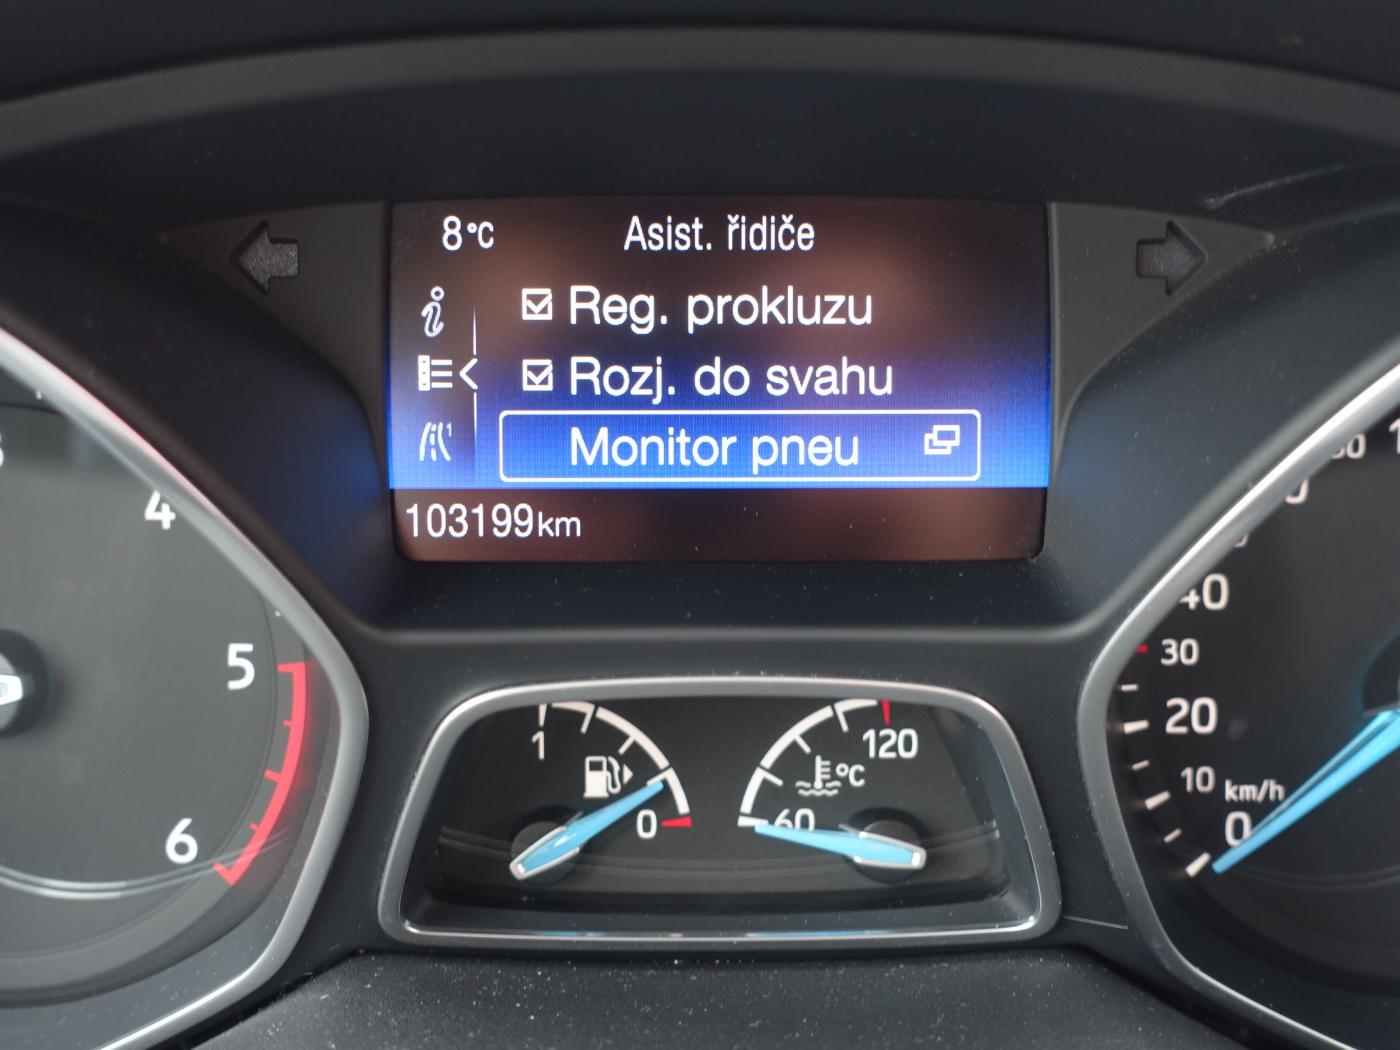 8°C Asist. řidiče
Reg. prokluzu
Rozj. do svahu
Monitor pneu
103199km
4
5
6
1
0
120
°C
60
40
30
20
10
km/h
0